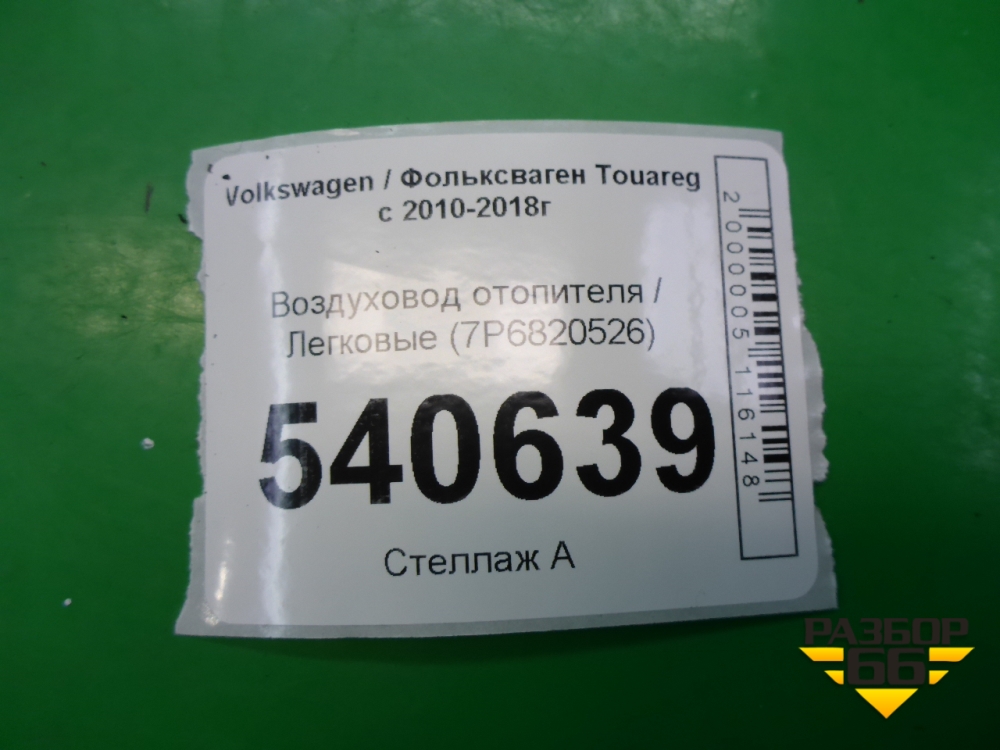 Volkswagen / Фольксваген Touareg
с 2010-2018г
Воздуховод отопителя /
Легковые (7P6820526)
540639
Стеллаж А
2000005116148
РАЗБОР
66